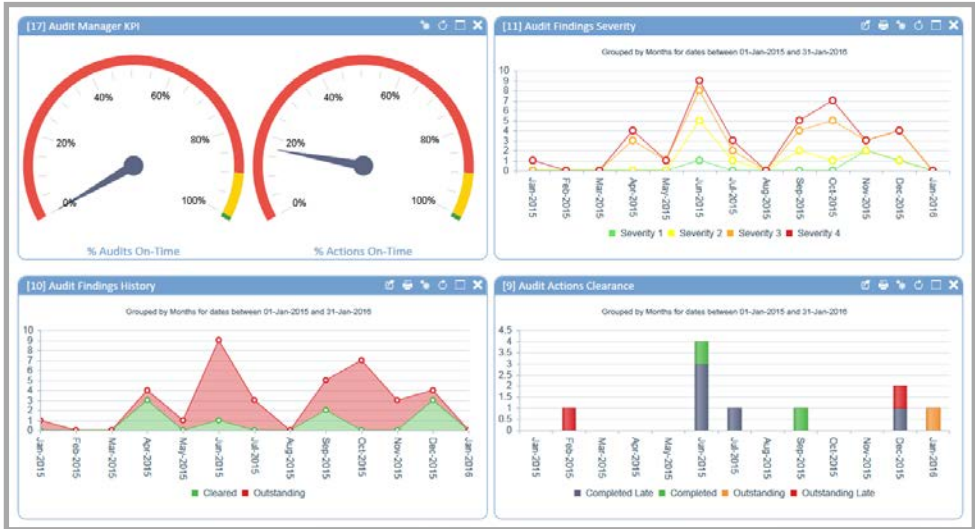 [17] Audit Manager KPI
0%
20%
40%
60%
80%
100%
% Audits On-Time
0%
20%
40%
60%
80%
100%
% Actions On-Time
[11] Audit Findings Severity
Grouped by Months for dates between 01-Jan-2015 and 31-Jan-2016
10
9
8
7
6
5
4
3
2
1
0
Jan-2015
Feb-2015
Mar-2015
Apr-2015
May-2015
Jun-2015
Jul-2015
Aug-2015
Sep-2015
Oct-2015
Nov-2015
Dec-2015
Jan-2016
Severity 1 Severity 2 Severity 3 Severity 4
[10] Audit Findings History
Grouped by Months for dates between 01-Jan-2015 and 31-Jan-2016
10
9
8
7
6
5
4
3
2
1
0
Jan-2015
Feb-2015
Mar-2015
Apr-2015
May-2015
Jun-2015
Jul-2015
Aug-2015
Sep-2015
Oct-2015
Nov-2015
Dec-2015
Jan-2016
Cleared Outstanding
[9] Audit Actions Clearance
Grouped by Months for dates between 01-Jan-2015 and 31-Jan-2016
4.5
4
3.5
3
2.5
2
1.5
1
0.5
0
Jan-2015
Feb-2015
Mar-2015
Apr-2015
May-2015
Jun-2015
Jul-2015
Aug-2015
Sep-2015
Oct-2015
Nov-2015
Dec-2015
Jan-2016
Completed Late Completed Outstanding Outstanding Late